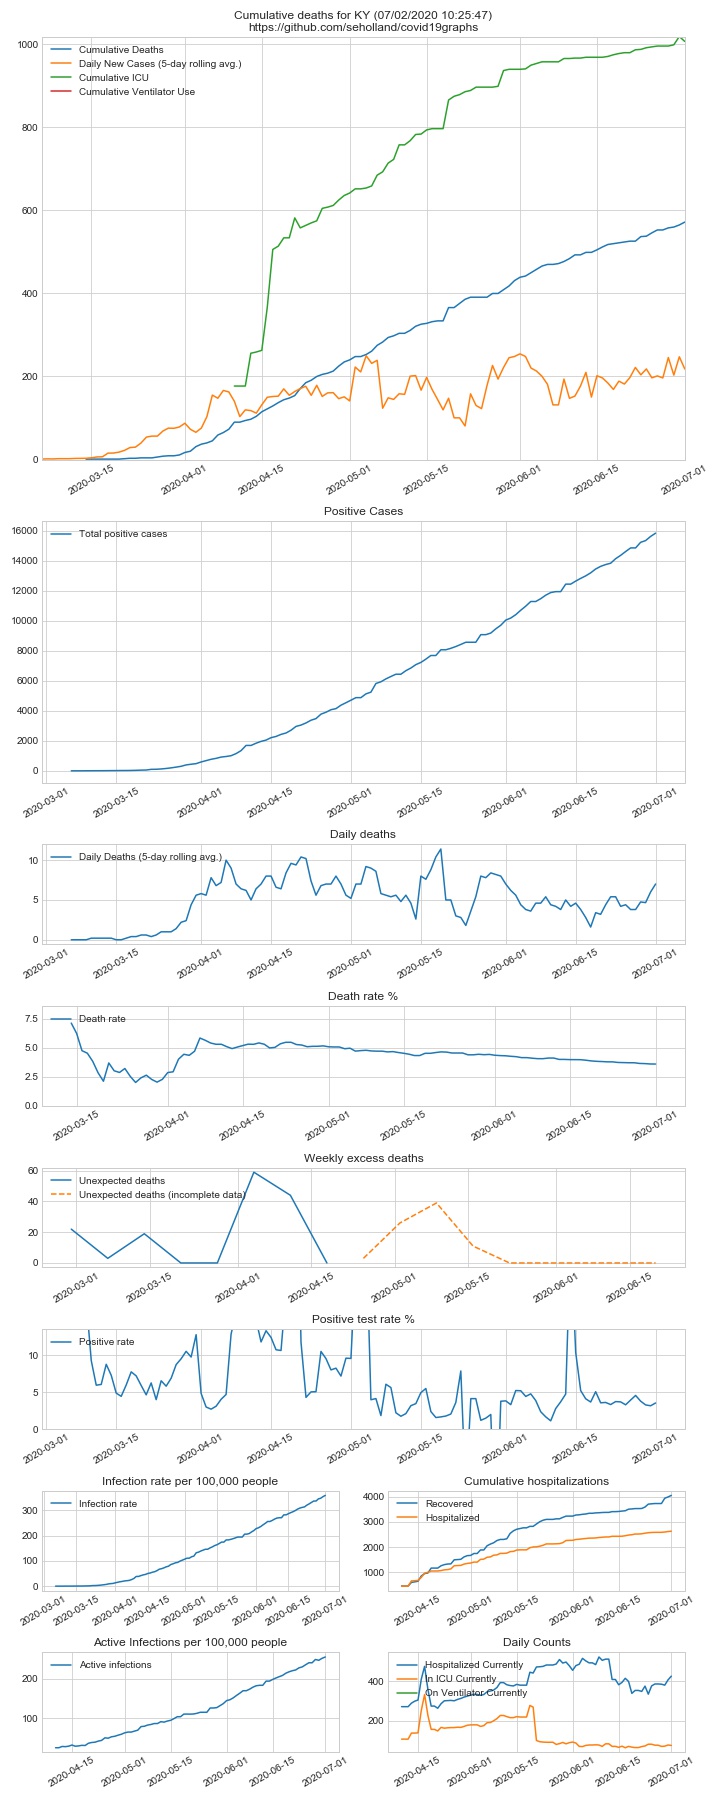 Cumulative deaths for KY (07/02/2020 10:25:47)
https://github.com/seholland/covid19graphs
Cumulative Deaths
Daily New Cases (5-day rolling avg.)
Cumulative ICU
Cumulative Ventilator Use
1000
800
600
400
200
0
2020-03-15 2020-04-01 2020-04-15 2020-05-01 2020-05-15 2020-06-01 2020-06-15 2020-07-01
Positive Cases
Total positive cases
16000
14000
12000
10000
8000
6000
4000
2000
0
2020-03-01 2020-03-15 2020-04-01 2020-04-15 2020-05-01 2020-05-15 2020-06-01 2020-06-15 2020-07-01
Daily deaths
Daily Deaths (5-day rolling avg.)
10
5
0
2020-03-01 2020-03-15 2020-04-01 2020-04-15 2020-05-01 2020-05-15 2020-06-01 2020-06-15 2020-07-01
Death rate %
Death rate
7.5
5.0
2.5
0.0
2020-03-15 2020-04-01 2020-04-15 2020-05-01 2020-05-15 2020-06-01 2020-06-15 2020-07-01
Weekly excess deaths
Unexpected deaths
Unexpected deaths (incomplete data)
60
40
20
0
2020-03-01 2020-03-15 2020-04-01 2020-04-15 2020-05-01 2020-05-15 2020-06-01 2020-06-15
Positive test rate %
Positive rate
10
5
0
2020-03-01 2020-03-15 2020-04-01 2020-04-15 2020-05-01 2020-05-15 2020-06-01 2020-06-15 2020-07-01
Infection rate per 100,000 people
Infection rate
300
200
100
0
2020-03-01 2020-03-15 2020-04-01 2020-04-15 2020-05-01 2020-05-15 2020-06-01 2020-06-15 2020-07-01
Cumulative hospitalizations
Recovered
Hospitalized
4000
3000
2000
1000
2020-04-15 2020-05-01 2020-05-15 2020-06-01 2020-06-15 2020-07-01
Active Infections per 100,000 people
Active infections
200
100
2020-04-15 2020-05-01 2020-05-15 2020-06-01 2020-06-15 2020-07-01
Daily Counts
Hospitalized Currently
In ICU Currently
On Ventilator Currently
400
200
2020-04-15 2020-05-01 2020-05-15 2020-06-01 2020-06-15 2020-07-01